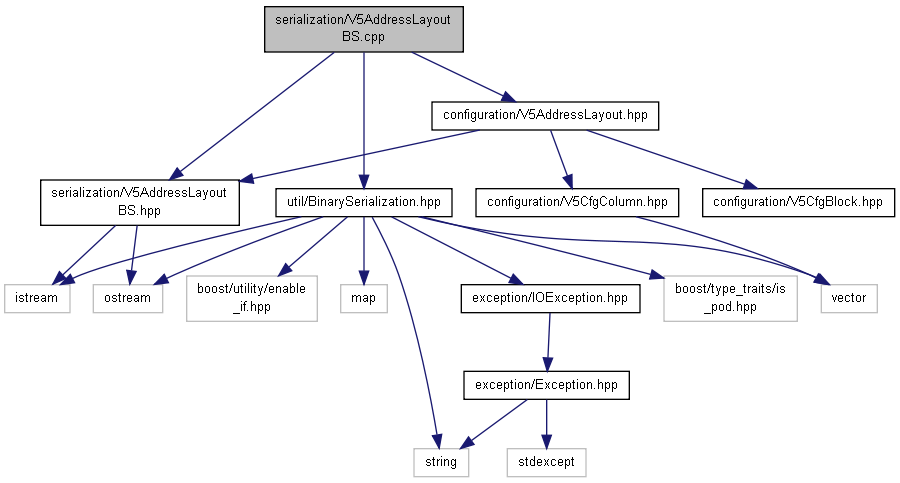 serialization/V5AddressLayout
BS.cpp
configuration/V5AddressLayout.hpp
serialization/V5AddressLayout
BS.hpp
util/BinarySerialization.hpp
configuration/V5CfgColumn.hpp
configuration/V5CfgBlock.hpp
istream
ostream
boost/utility/enable
_if.hpp
map
exception/IOException.hpp
boost/type_traits/is
_pod.hpp
vector
exception/Exception.hpp
string
stdexcept